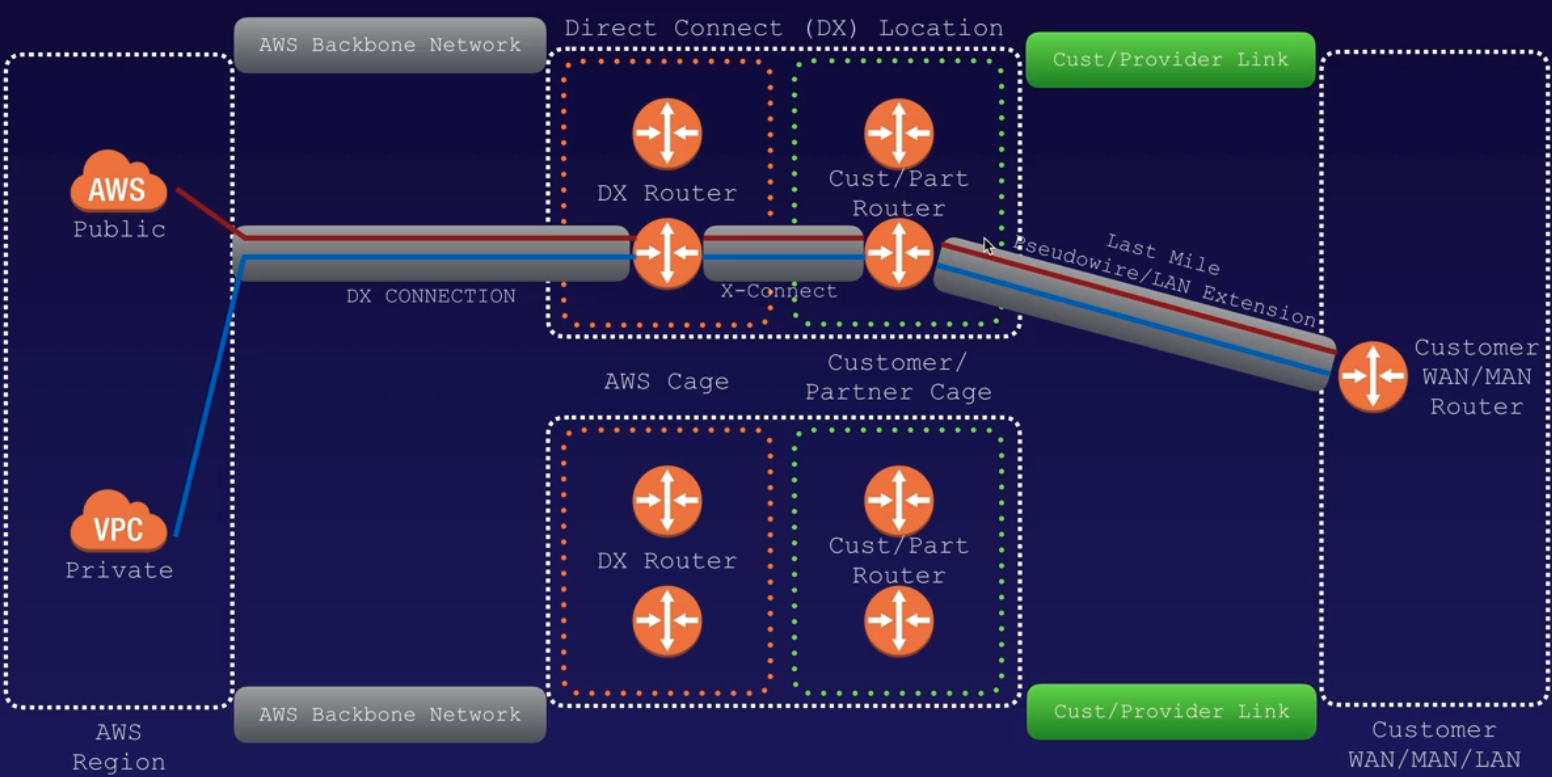 Direct Connect (DX) Location
AWS Backbone Network
Cust/Provider Link
AWS
Public
DX Router
Cust/Part
Router
DX CONNECTION
X-Connect
Last Mile
Pseudowire/LAN Extension
Customer
WAN/MAN
Router
AWS Cage
Customer/
Partner Cage
VPC
Private
DX Router
Cust/Part
Router
AWS Backbone Network
Cust/Provider Link
AWS
Region
Customer
WAN/MAN/LAN